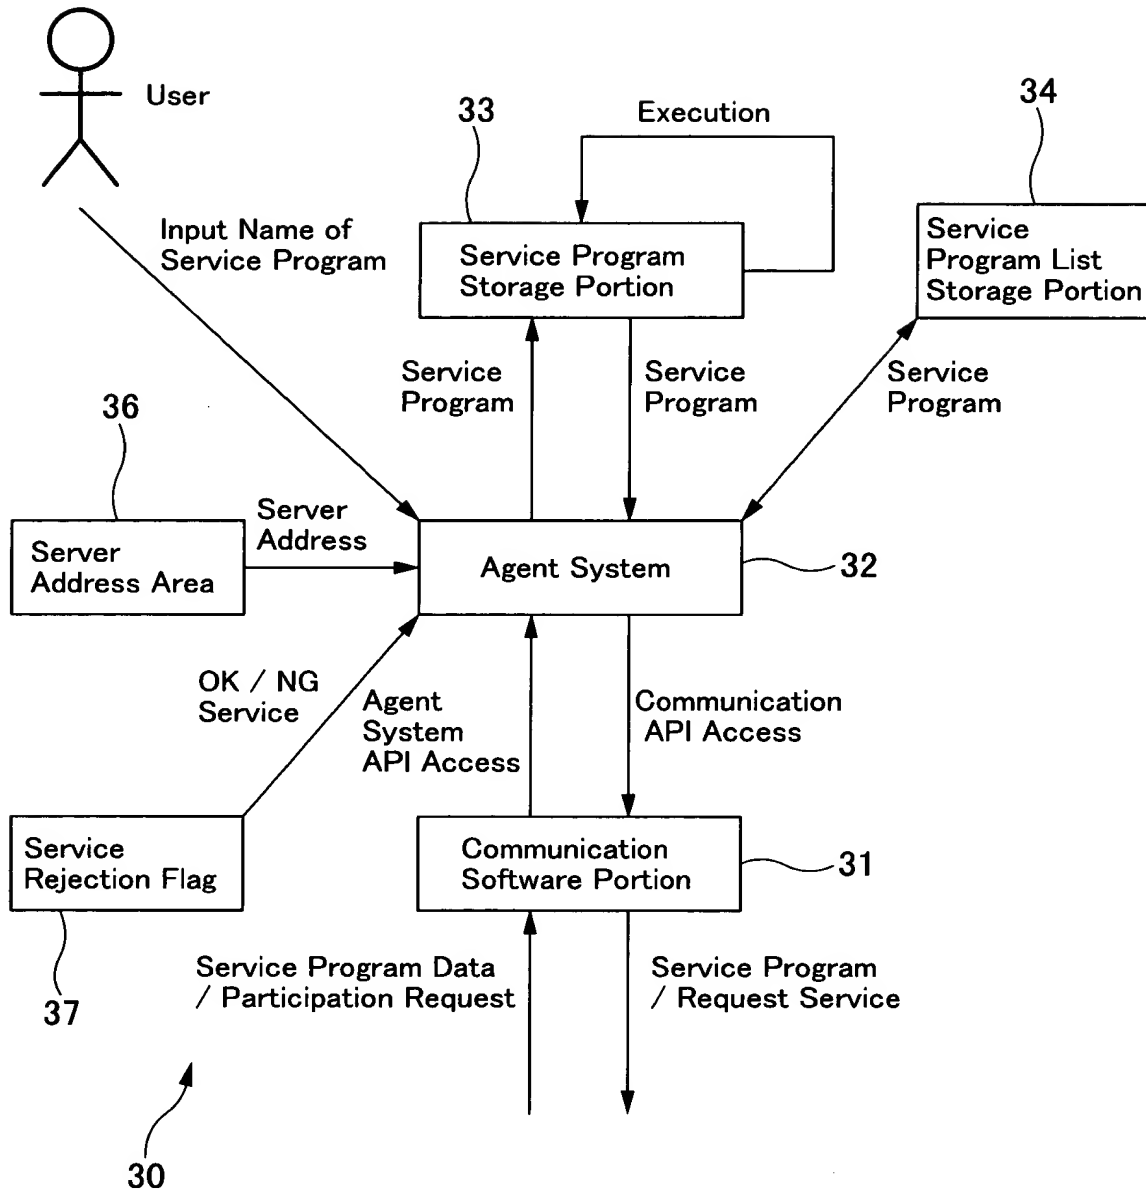 User
33
Execution
34
Input Name of
Service Program
Service Program
Storage Portion
Service
Program List
Storage Portion
Service
Program
Service
Program
Service
Program
36
Server
Address
Server
Address Area
Agent System
32
OK / NG
Service
Agent
System
API Access
Communication
API Access
Service
Rejection Flag
Communication
Software Portion
31
37
Service Program Data
/ Participation Request
Service Program
/ Request Service
30